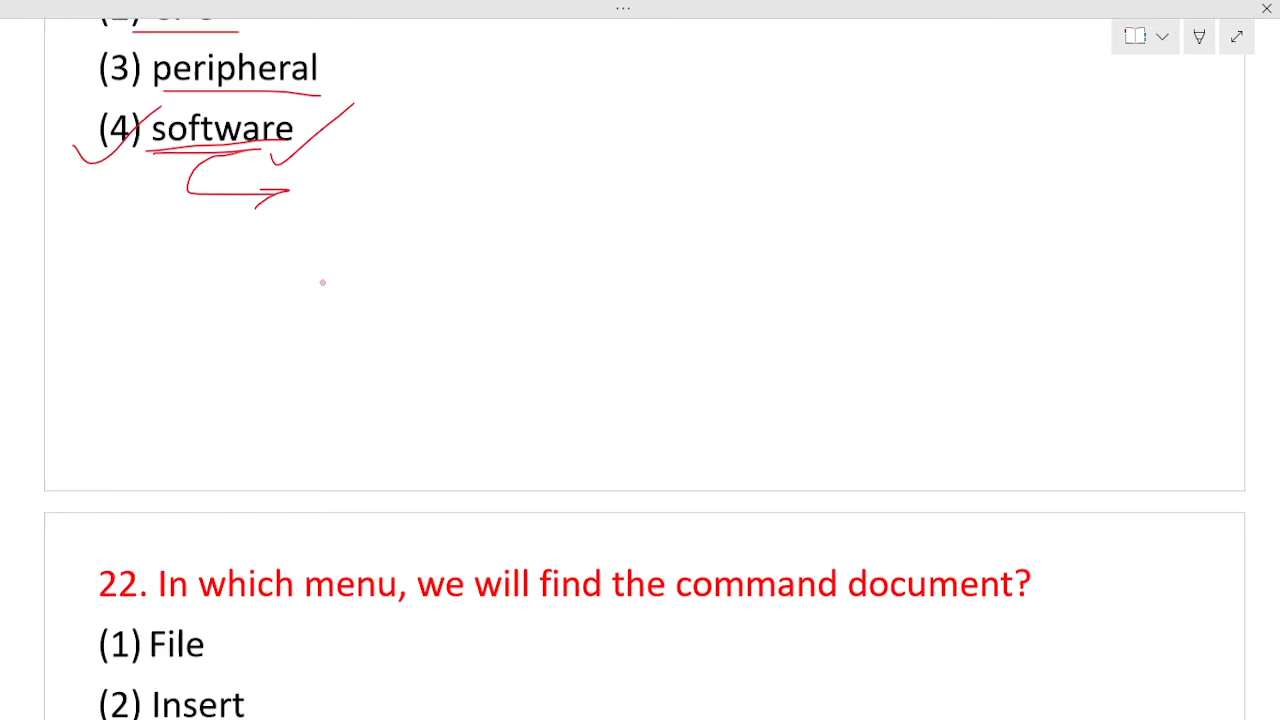 (3) peripheral
(4) software
22. In which menu, we will find the command document?
(1) File
(2) Insert